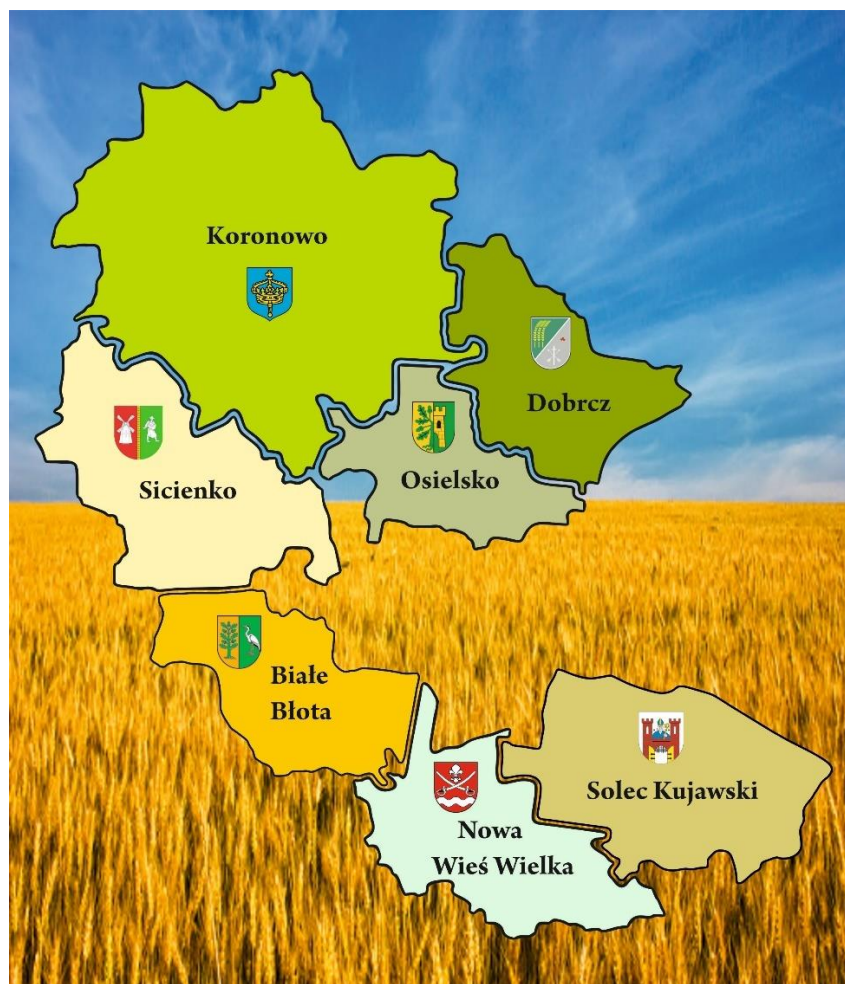 Koronowo
Dobrcz
Osielsko
Sicienko
Białe
Błota
Solec Kujawski
Nowa
Wieś Wielka